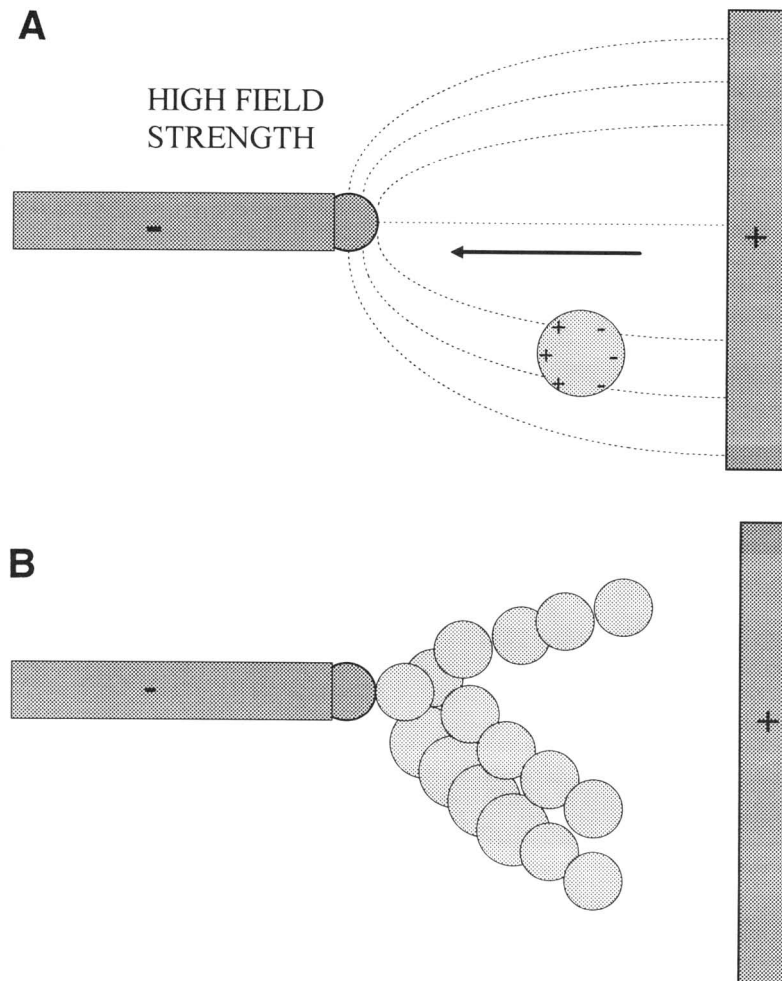 A
HIGH FIELD
STRENGTH
-
+
+ -
+ -
+ -
B
-
+